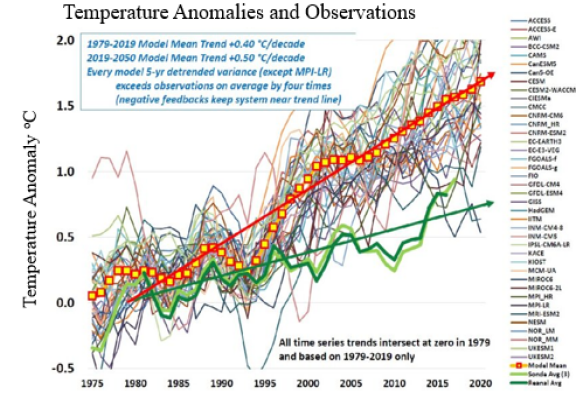 Temperature Anomalies and Observations
1979-2019 Model Mean Trend +0.40 °C/decade
2019-2050 Model Mean Trend +0.50 °C/decade
Every model 5-yr detrended variance (except MPI-LR)
exceeds observations on average by four times
(negative feedbacks keep system near trend line)
Temperature Anomaly °C
2.0
1.5
1.0
0.5
0.0
-0.5
All time series trends intersect at zero in 1979
and based on 1979-2019 only
1975 1980 1985 1990 1995 2000 2005 2010 2015 2020
ACCESS
ACCESS-E
AWI
BCC-CSM2
CAMS
CanESM5
CESM
CESM2-WACCM
CIESMa
CMCC
CNRM-CM6
CNRM_HR
CNRM-ESM2
EC-EARTH3
EC-E3-VEG
FGOALS-f
FGOALS-g
FIO
GFDL-CM4
GFDL-ESM4
GISS
HadGEM
IITM
INM-CM4-8
INM-CM5
IPSL-CM6A-LR
KACE
KIOST
MCM-UA
MIROC6
MIROC6-2L
MPI_HR
MPI-LR
MRI-ESM2
NESM
NOR_LM
NOR_MM
UKESM1
UKESM2
Model Mean
Sonde Avg (3)
Reanal Avg